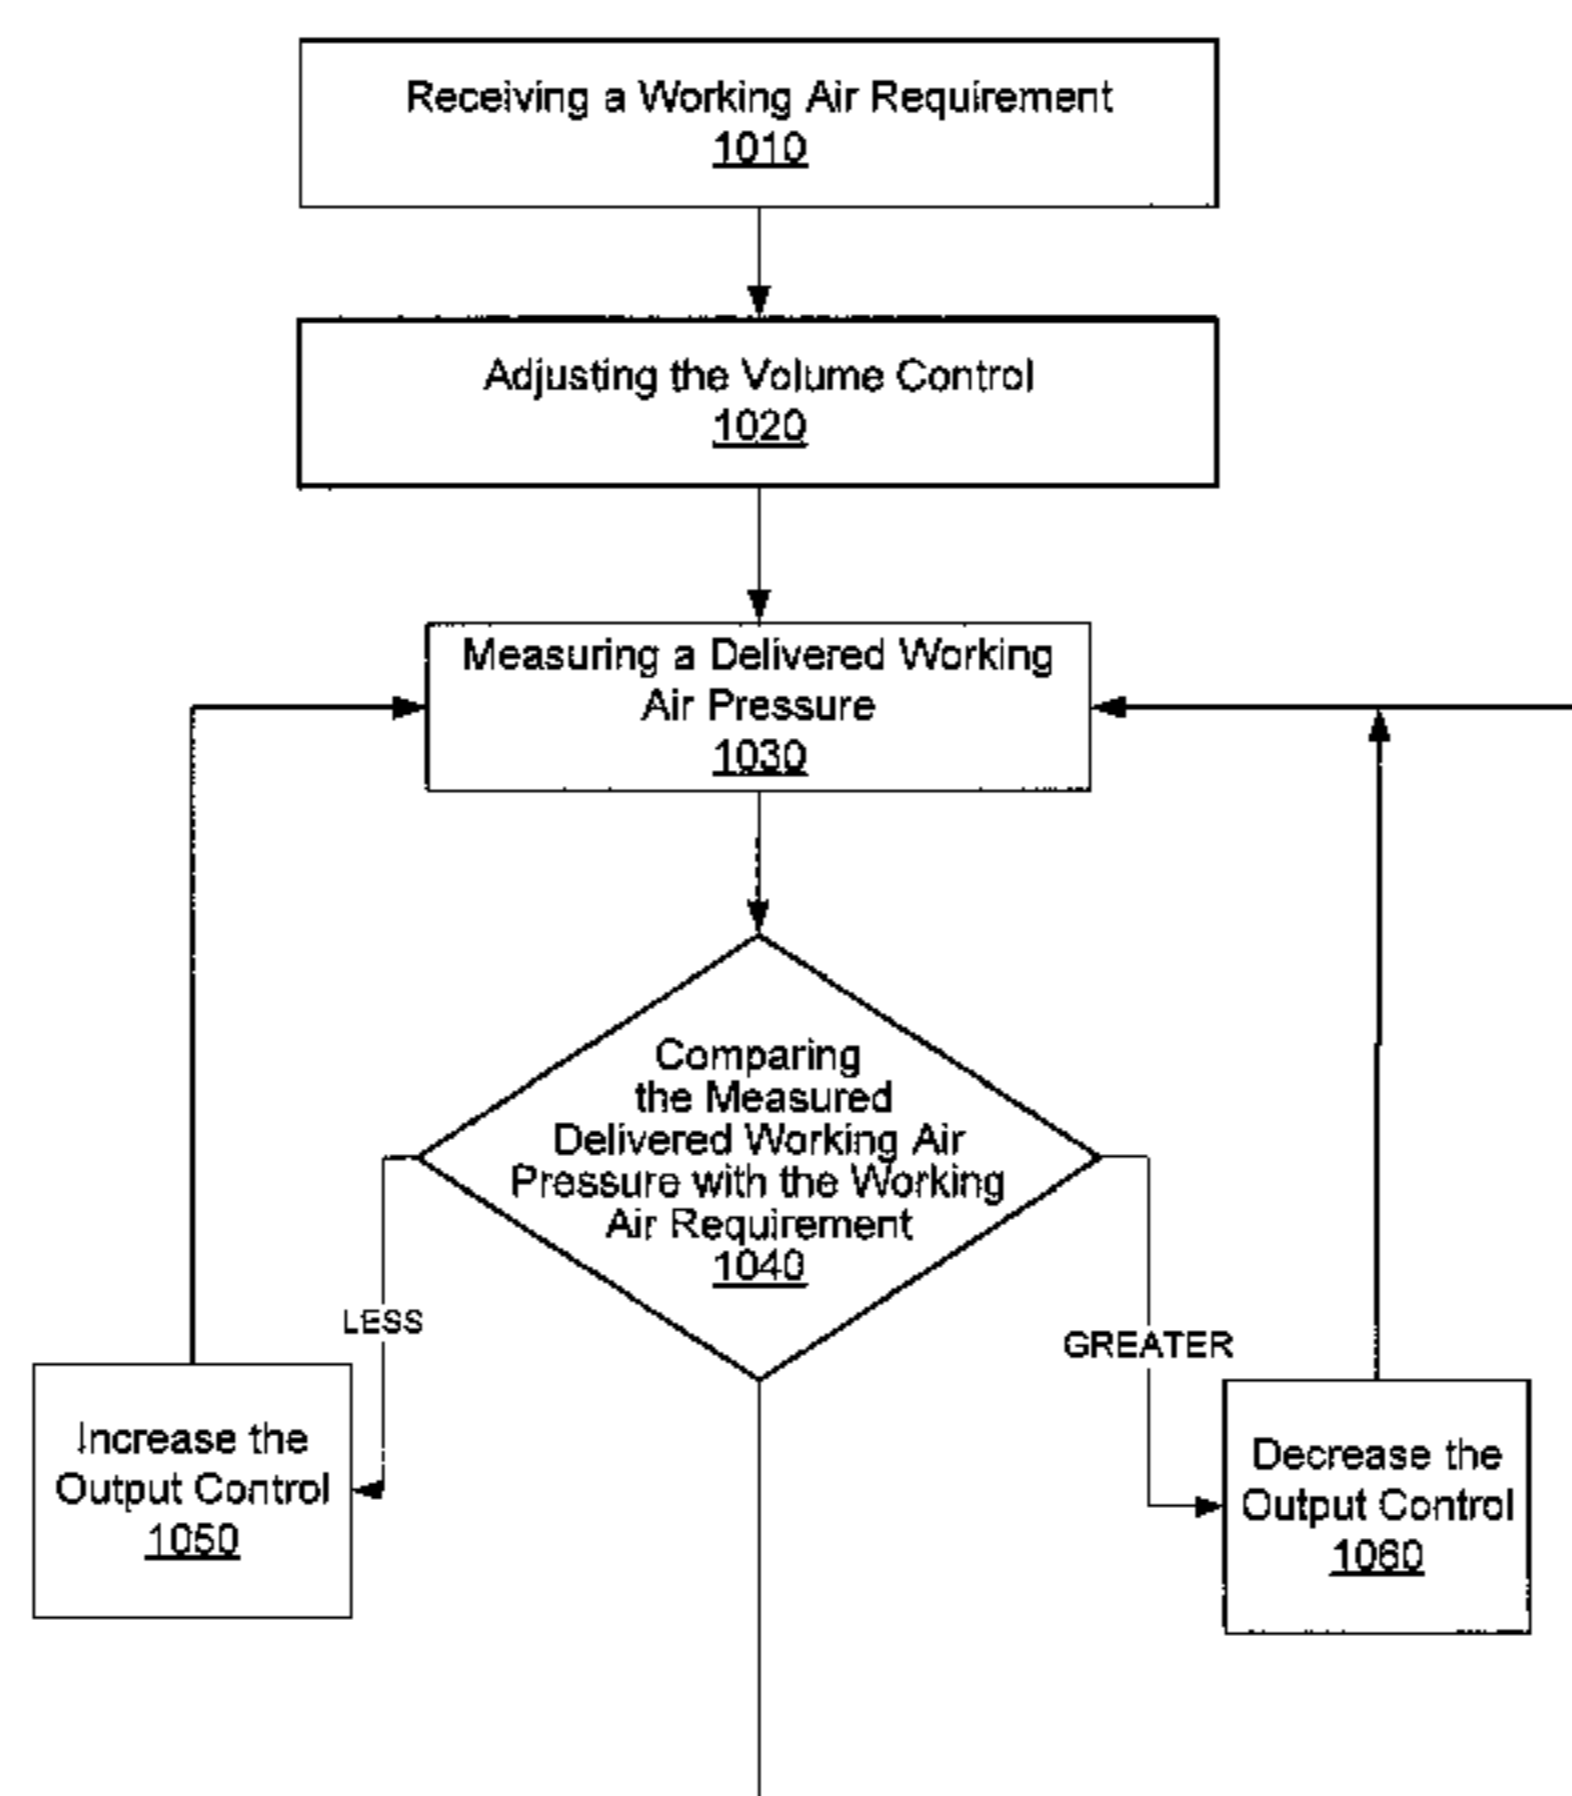 Receiving a Working Air Requirement
1010
Adjusting the Volume Control
1020
Measuring a Delivered Working
Air Pressure
1030
Comparing
the Measured
Delivered Working Air
Pressure with the Working
Air Requirement
1040
LESS
GREATER
Increase the
Output Control
1050
Decrease the
Output Control
1060